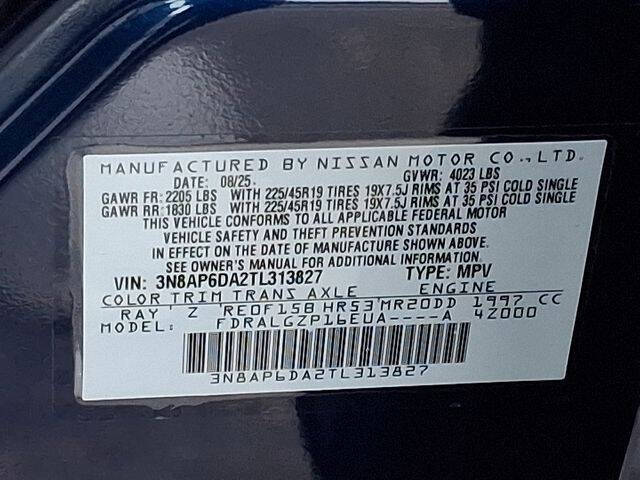 MANUFACTURED BY NISSAN MOTOR CO., LTD.
DATE: 08/25. GVWR: 4023 LBS
GAWR FR: 2205 LBS WITH 225/45R19 TIRES 19X7.5J RIMS AT 35 PSI COLD SINGLE
GAWR RR: 1830 LBS WITH 225/45R19 TIRES 19X7.5J RIMS AT 35 PSI COLD SINGLE
THIS VEHICLE CONFORMS TO ALL APPLICABLE FEDERAL MOTOR
VEHICLE SAFETY AND THEFT PREVENTION STANDARDS
IN EFFECT ON THE DATE OF MANUFACTURE SHOWN ABOVE.
SEE OWNER'S MANUAL FOR ADDITIONAL INFORMATION.
VIN: 3N8AP6DA2TL313827 TYPE: MPV
COLOR TRIM TRANS AXLE ENGINE
RAY Z RE0F15B HR53 MR20DD 1997 CC
MODEL: FDRALGZP16EUA----A 4Z000
3N8AP6DA2TL313827